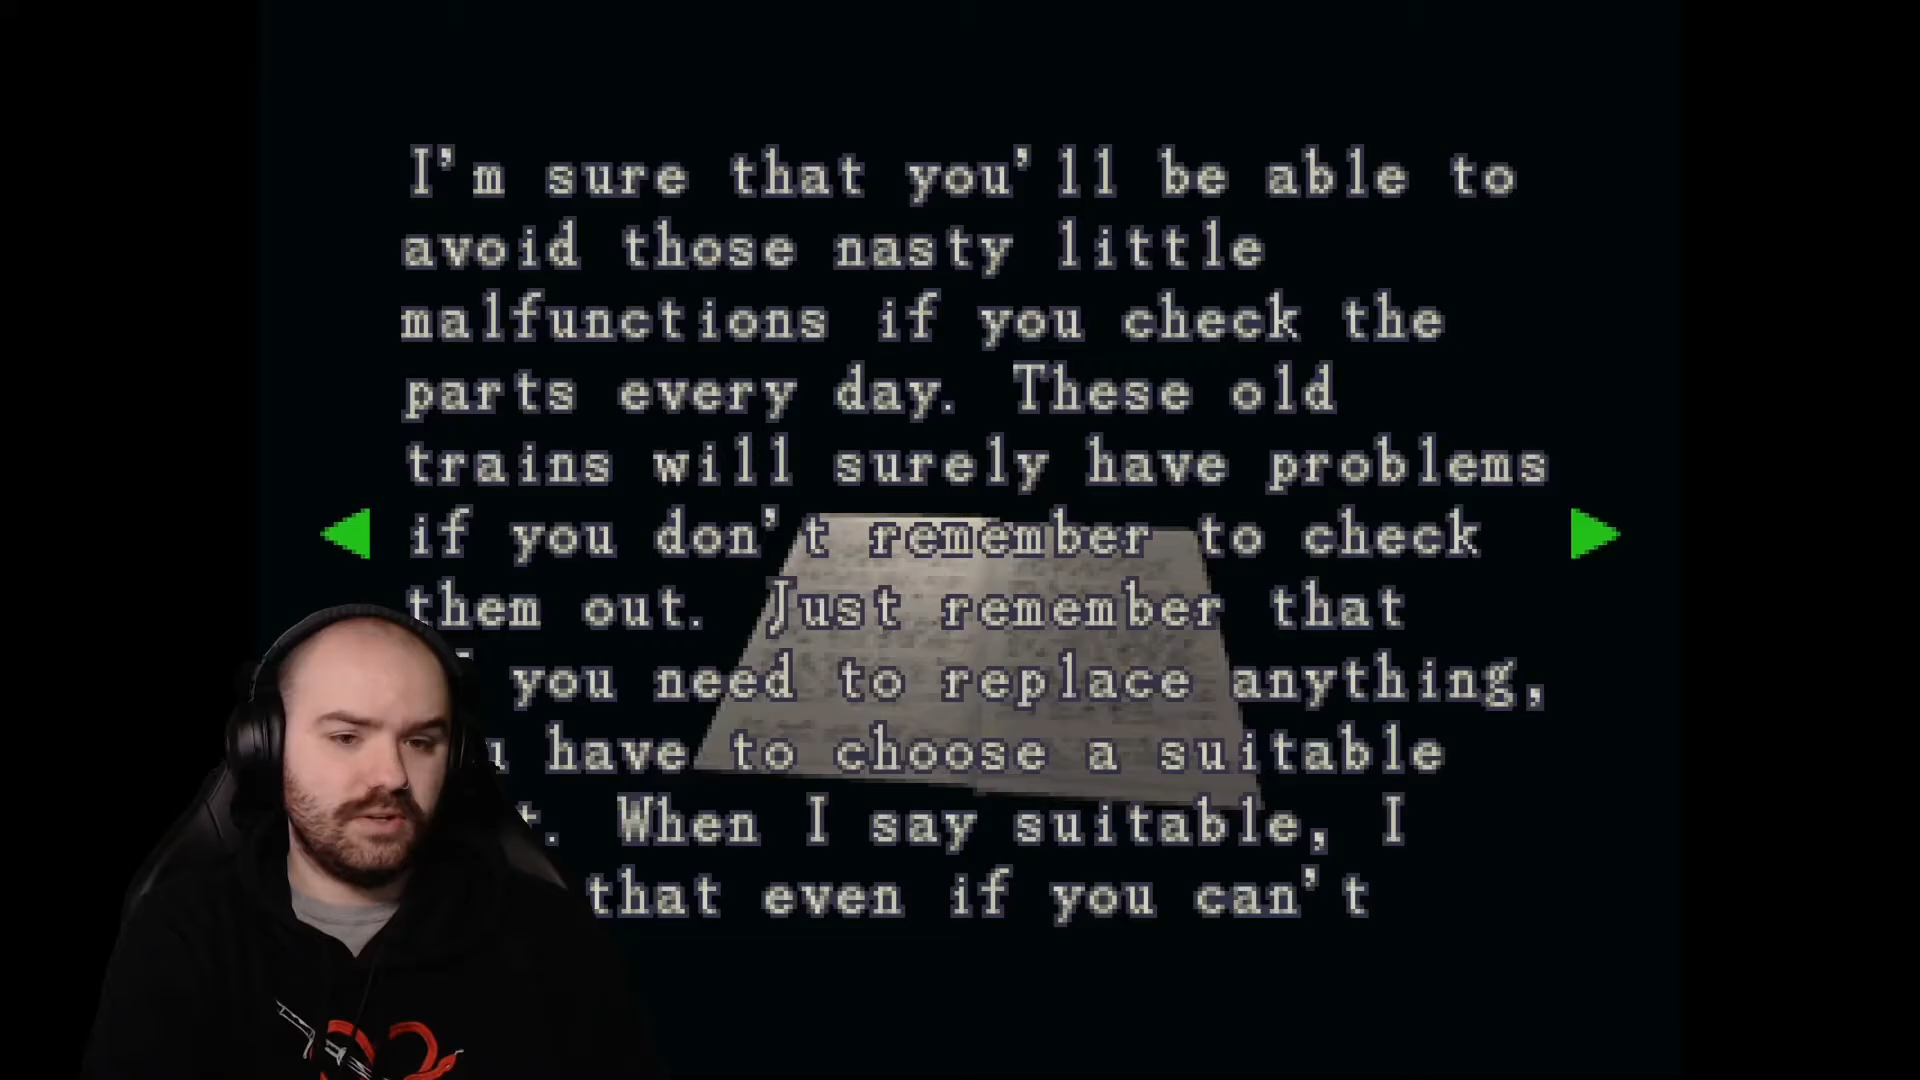 I'm sure that you'll be able to
avoid those nasty little
malfunctions if you check the
parts every day. These old
trains will surely have problems
if you don't remember to check
them out. Just remember that
you need to replace anything,
have to choose a suitable
When I say suitable, I
that even if you can't